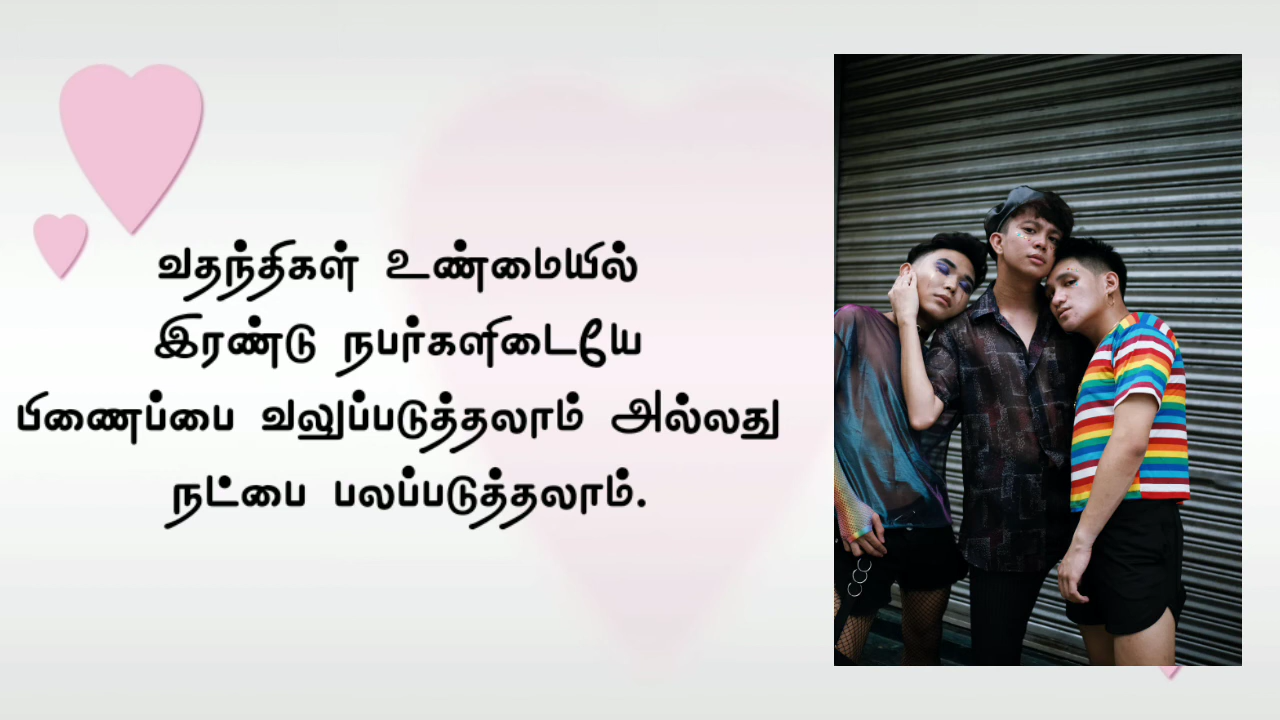 வதந்திகள் உண்மையில்
இரண்டு நபர்களிடையே
பிணைப்பை வலுப்படுத்தலாம் அல்லது
நட்பை பலப்படுத்தலாம்.